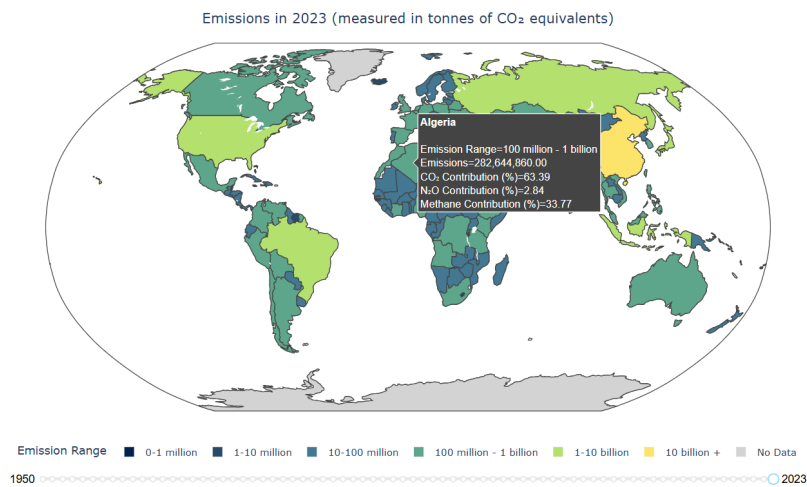 Emissions in 2023 (measured in tonnes of CO₂ equivalents)
Algeria
Emission Range=100 million - 1 billion
Emissions=282,644,860.00
CO₂ Contribution (%)=63.39
N₂O Contribution (%)=2.84
Methane Contribution (%)=33.77
Emission Range 0-1 million 1-10 million 10-100 million 100 million - 1 billion 1-10 billion 10 billion + No Data
1950 2023